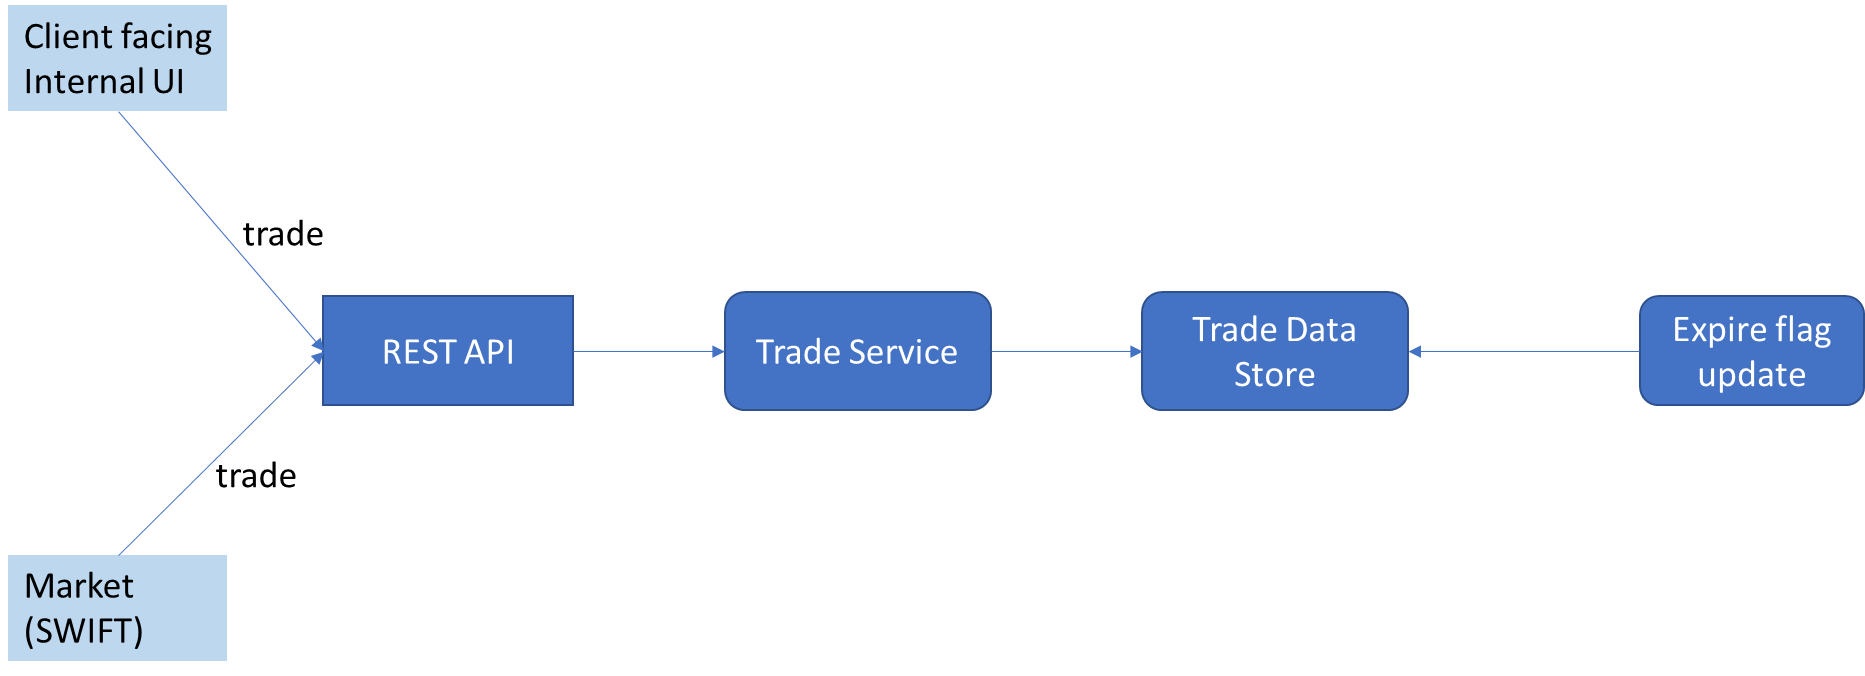 Client facing
Internal UI
trade
REST API
Trade Service
Trade Data
Store
Expire flag
update
trade
Market
(SWIFT)